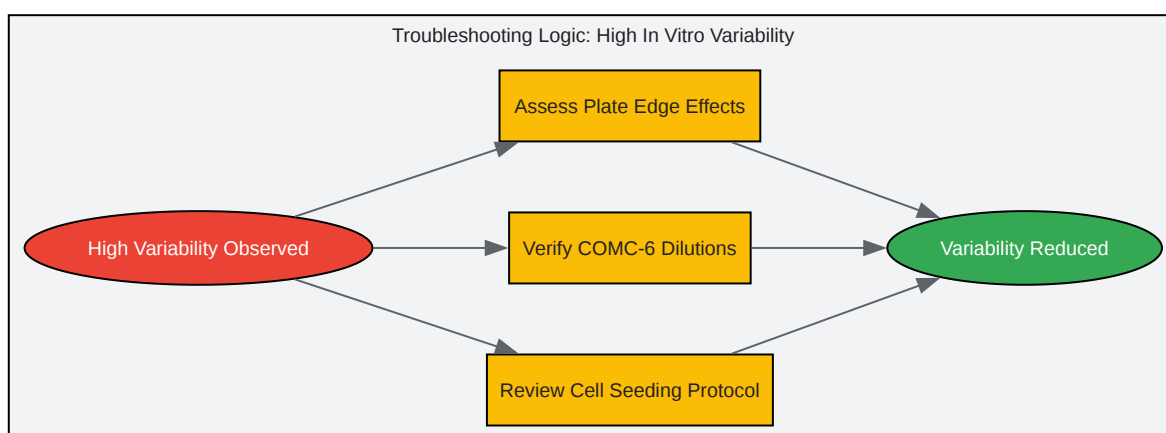 Troubleshooting Logic: High In Vitro Variability
Assess Plate Edge Effects
High Variability Observed
Verify COMC-6 Dilutions
Variability Reduced
Review Cell Seeding Protocol